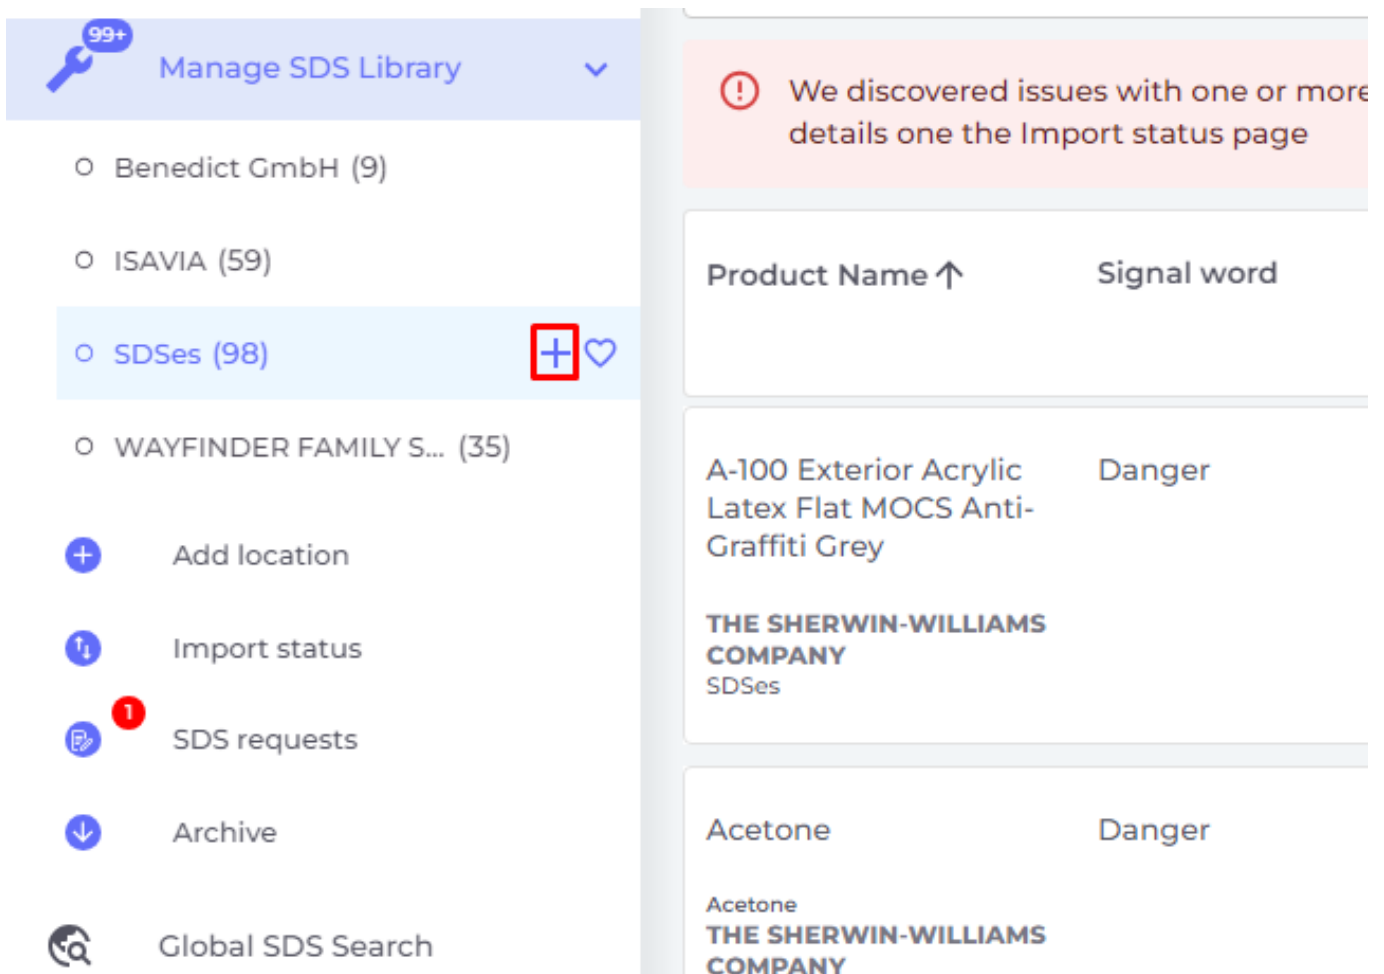 99+
Manage SDS Library
Benedict GmbH (9)
ISAVIA (59)
SDSes (98)
WAYFINDER FAMILY S... (35)
Add location
Import status
1
SDS requests
Archive
Global SDS Search
We discovered issues with one or more
details one the Import status page
Product Name Signal word
A-100 Exterior Acrylic Danger
Latex Flat MOCS Anti-
Graffiti Grey
THE SHERWIN-WILLIAMS
COMPANY
SDSes
Acetone Danger
Acetone
THE SHERWIN-WILLIAMS
COMPANY